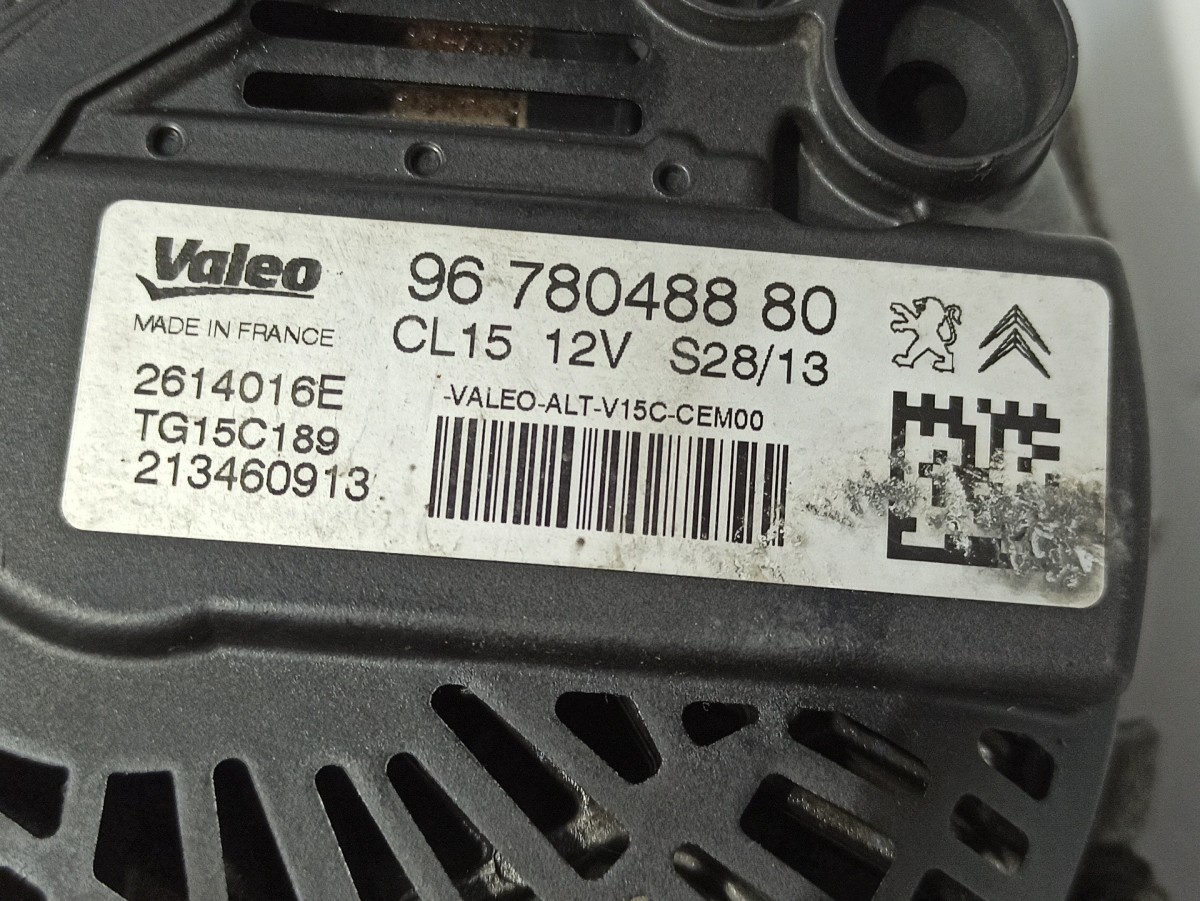 Valeo
MADE IN FRANCE
2614016E
TG15C189
213460913
96 780488 80
CL15 12V S28/13
-VALEO-ALT-V15C-CEM00